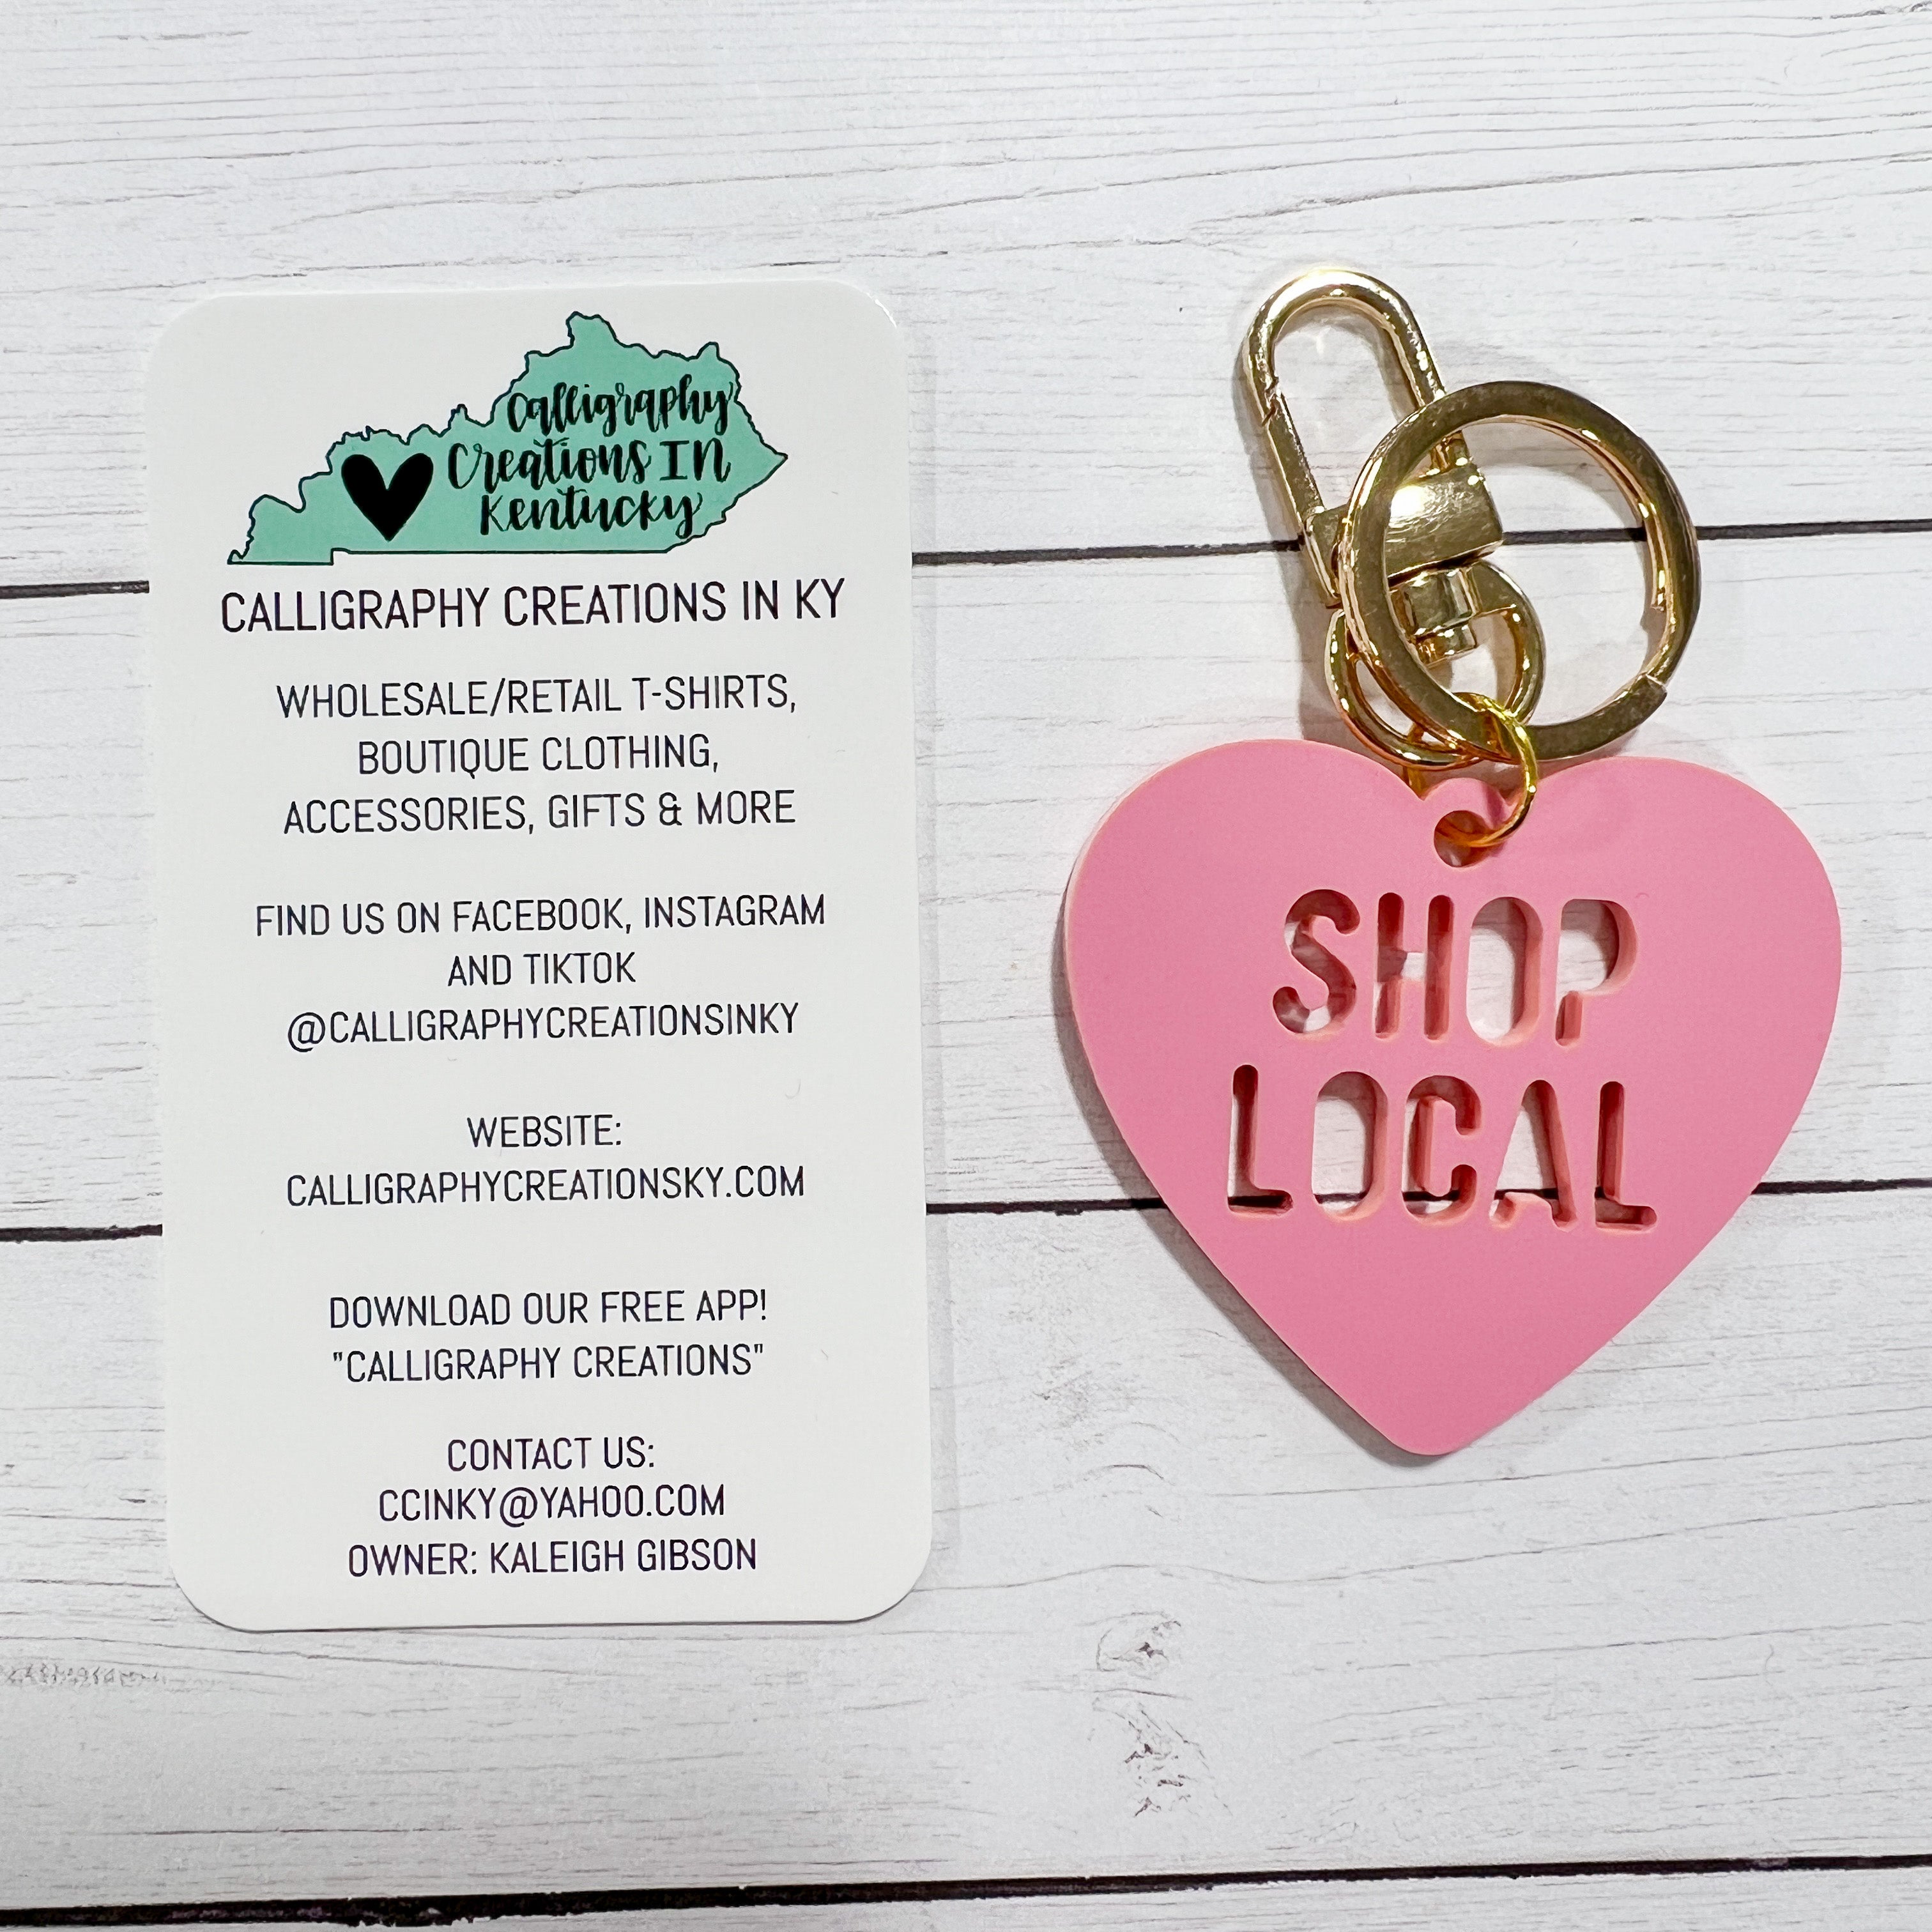 Calligraphy
Creations IN
Kentucky
CALLIGRAPHY CREATIONS IN KY
WHOLESALE/RETAIL T-SHIRTS,
BOUTIQUE CLOTHING,
ACCESSORIES, GIFTS & MORE
FIND US ON FACEBOOK, INSTAGRAM
AND TIKTOK
@CALLIGRAPHYCREATIONSINKY
WEBSITE:
CALLIGRAPHYCREATIONSKY.COM
DOWNLOAD OUR FREE APP!
"CALLIGRAPHY CREATIONS"
CONTACT US:
CCINKY@YAHOO.COM
OWNER: KALEIGH GIBSON
SHOP
LOCAL